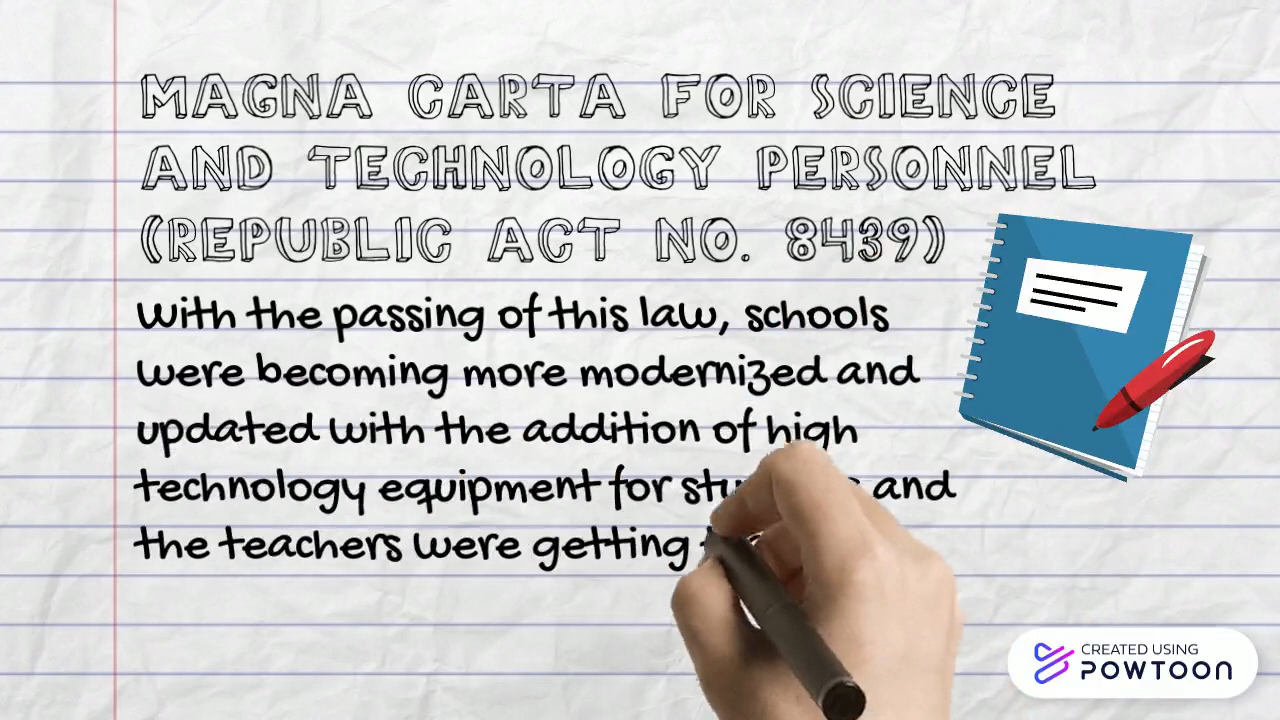 MAGNA CARTA FOR SCIENCE
AND TECHNOLOGY PERSONNEL
(REPUBLIC ACT NO. 8439)
With the passing of this law, schools
were becoming more modernized and
updated with the addition of high
technology equipment for and
the teachers were getting
CREATED USING
POWTOON